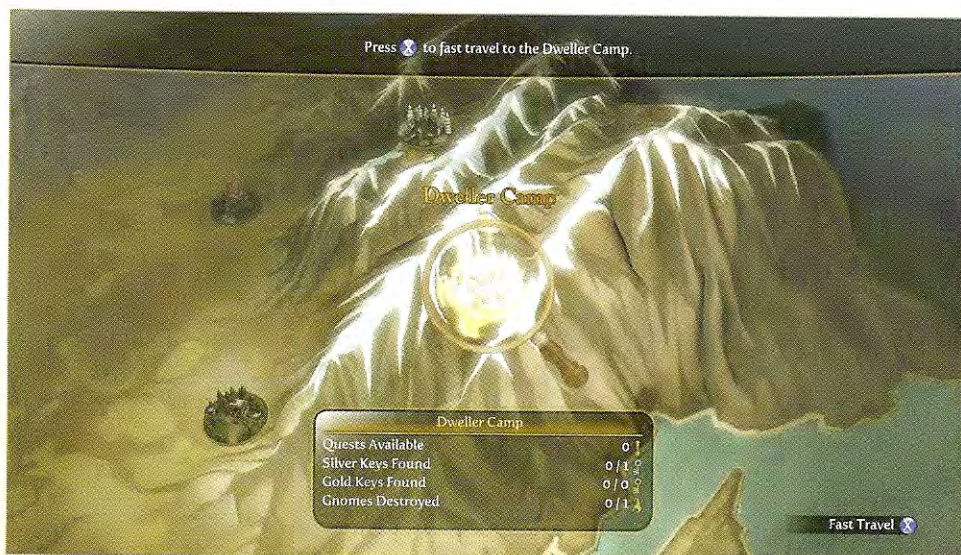 Press X to fast travel to the Dweller Camp.
Dweller Camp
Dweller Camp
Quests Available 0
Silver Keys Found 0/1
Gold Keys Found 0/0
Gnomes Destroyed 0/1
Fast Travel X